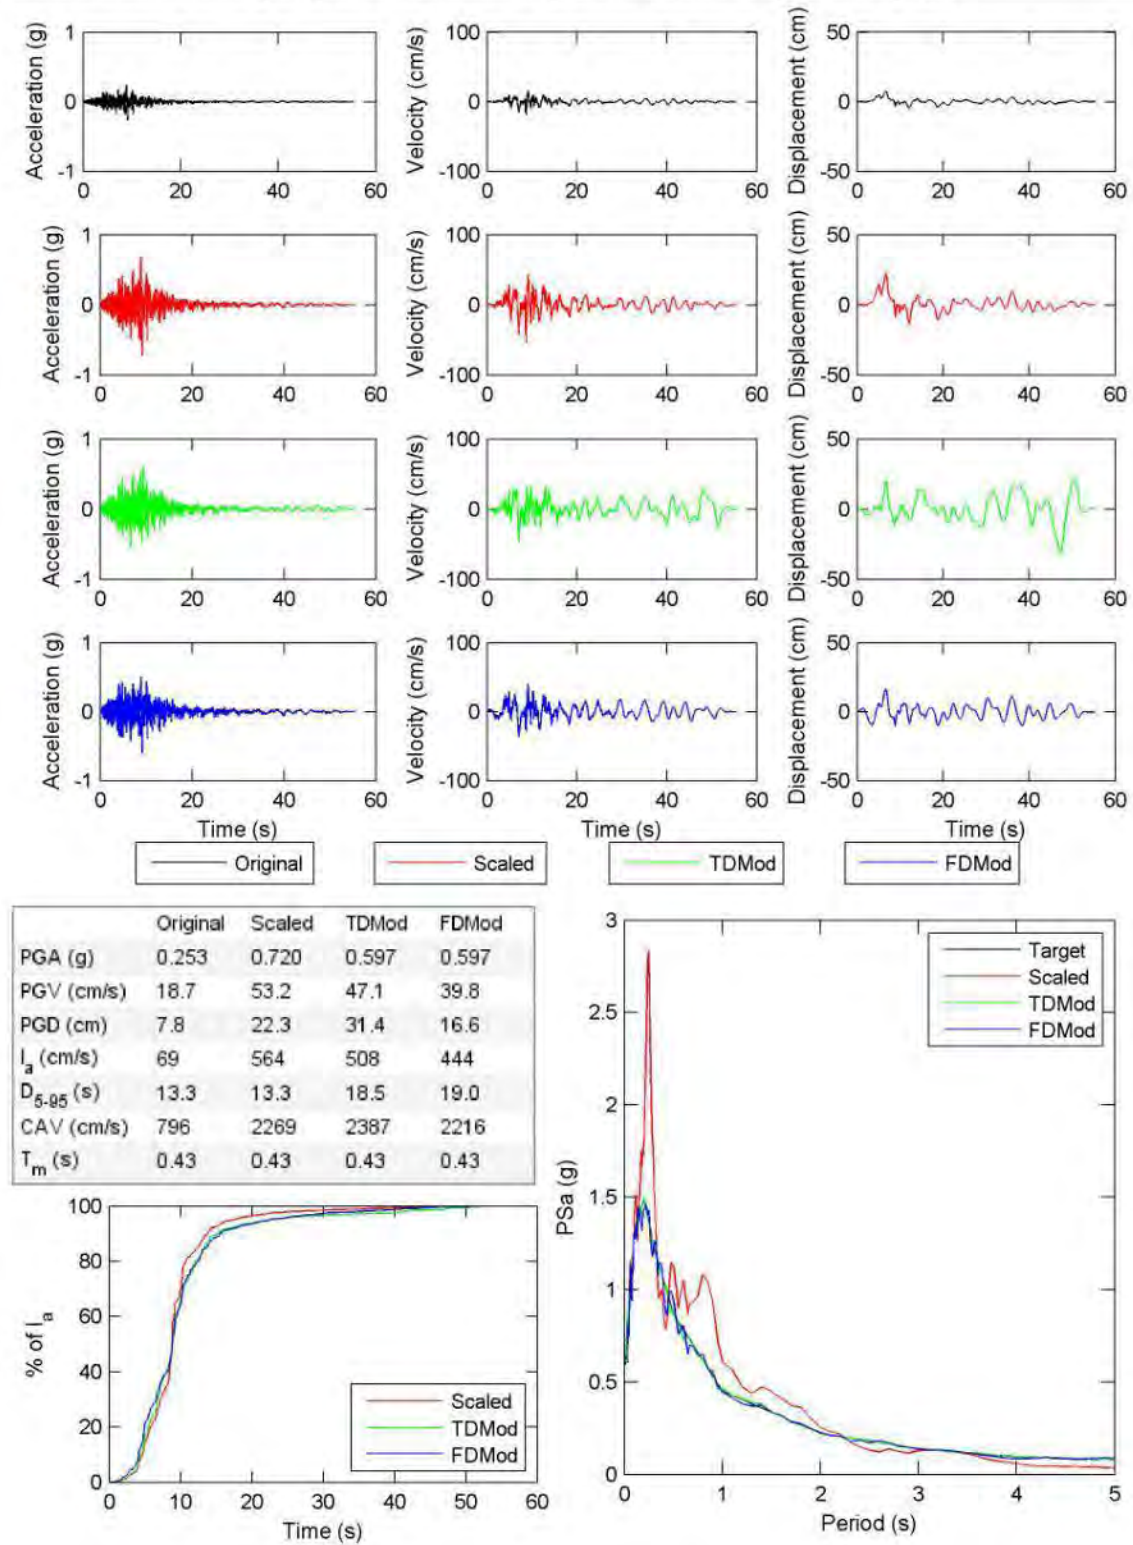 Acceleration (g)
1
0
-1
0 20 40 60
Velocity (cm/s)
100
0
-100
0 20 40 60
Displacement (cm)
50
0
-50
0 20 40 60
Acceleration (g)
1
0
-1
0 20 40 60
Velocity (cm/s)
100
0
-100
0 20 40 60
Displacement (cm)
50
0
-50
0 20 40 60
Acceleration (g)
1
0
-1
0 20 40 60
Velocity (cm/s)
100
0
-100
0 20 40 60
Displacement (cm)
50
0
-50
0 20 40 60
Acceleration (g)
1
0
-1
0 20 40 60
Time (s)
Velocity (cm/s)
100
0
-100
0 20 40 60
Time (s)
Displacement (cm)
50
0
-50
0 20 40 60
Time (s)
Original Scaled TDMod FDMod
Original Scaled TDMod FDMod
PGA (g) 0.253 0.720 0.597 0.597
PGV (cm/s) 18.7 53.2 47.1 39.8
PGD (cm) 7.8 22.3 31.4 16.6
Ia (cm/s) 69 564 508 444
D5-95 (s) 13.3 13.3 18.5 19.0
CAV (cm/s) 796 2269 2387 2216
Tm (s) 0.43 0.43 0.43 0.43
% of Ia
100
80
60
40
20
0
0 10 20 30 40 50 60
Time (s)
Scaled
TDMod
FDMod
PSa (g)
3
2.5
2
1.5
1
0.5
0
0 1 2 3 4 5
Period (s)
Target
Scaled
TDMod
FDMod